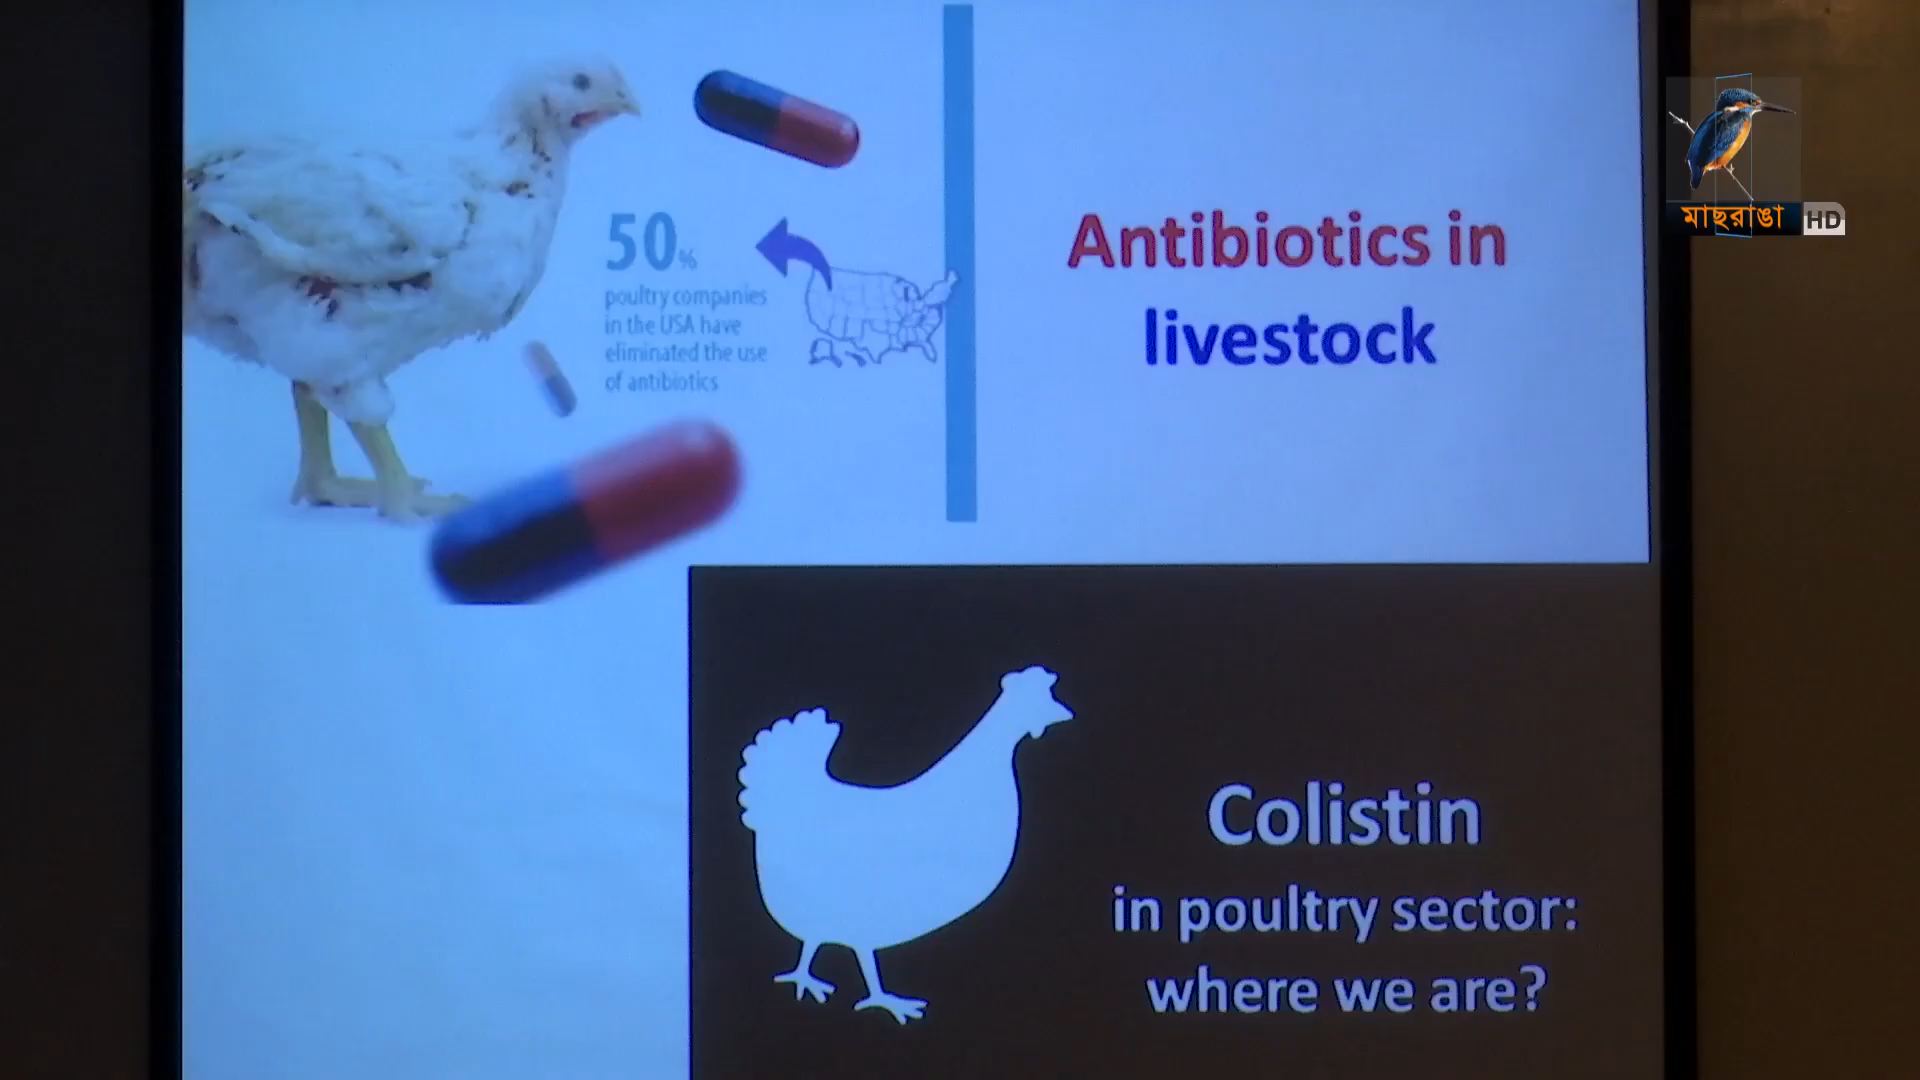 50%
poultry companies
in the USA have
eliminated the use
of antibiotics
Antibiotics in
livestock
Colistin
in poultry sector:
where we are?
মাছরাঙা HD